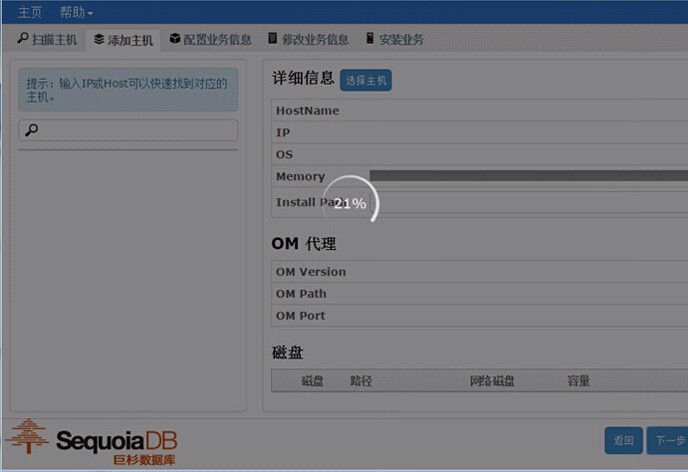 主页 帮助
扫描主机 添加主机 配置业务信息 修改业务信息 安装业务
提示：输入IP或Host可以快速找到对应的
主机。
详细信息 选择主机
HostName
IP
OS
Memory
Install Path
21%
OM 代理
OM Version
OM Path
OM Port
磁盘
磁盘 路径 网络磁盘 容量
SequoiaDB
巨杉数据库
返回 下一步